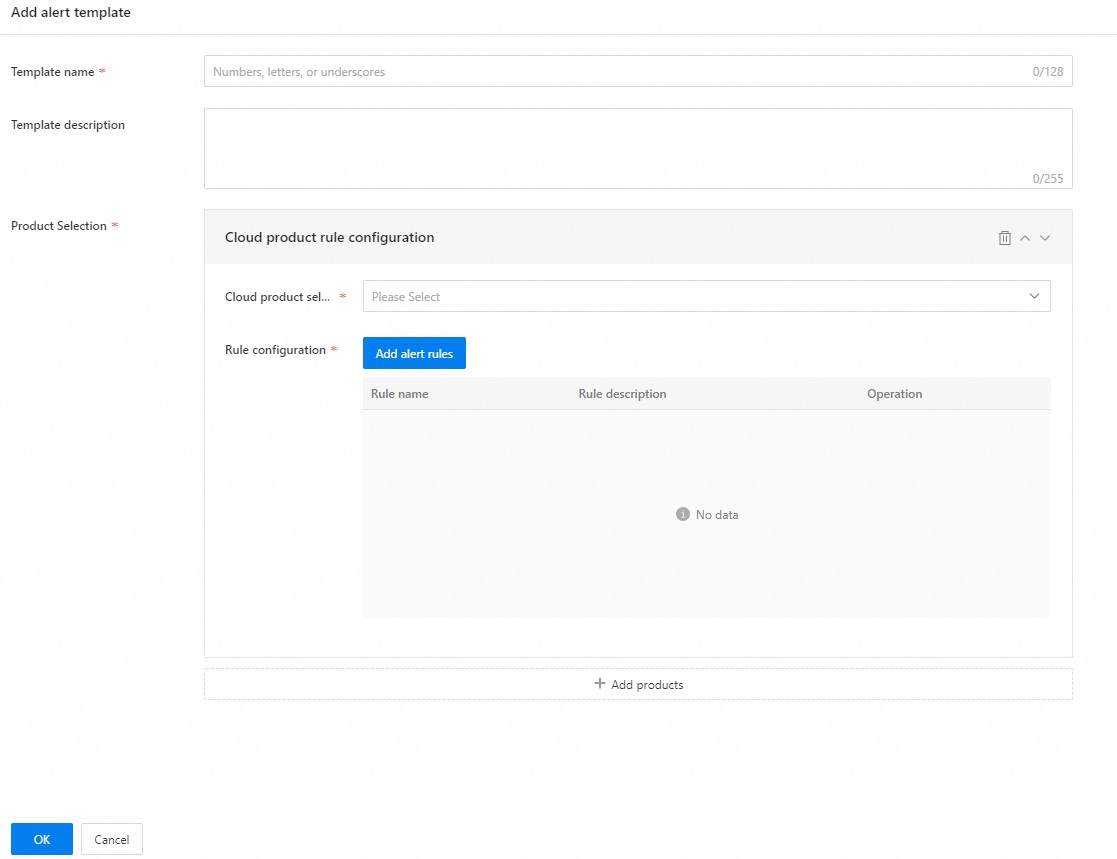 Add alert template
Template name *
Numbers, letters, or underscores
0/128
Template description
0/255
Product Selection *
Cloud product rule configuration
Cloud product sel... *
Please Select
Rule configuration *
Add alert rules
Rule name Rule description Operation
No data
+ Add products
OK
Cancel